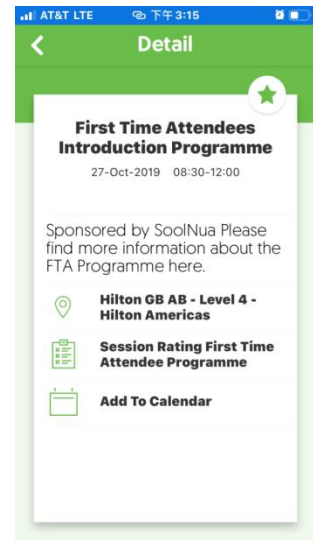 AT&T LTE 下午3:15
Detail
First Time Attendees
Introduction Programme
27-Oct-2019 08:30-12:00
Sponsored by SoolNua Please
find more information about the
FTA Programme here.
Hilton GB AB - Level 4 -
Hilton Americas
Session Rating First Time
Attendee Programme
Add To Calendar